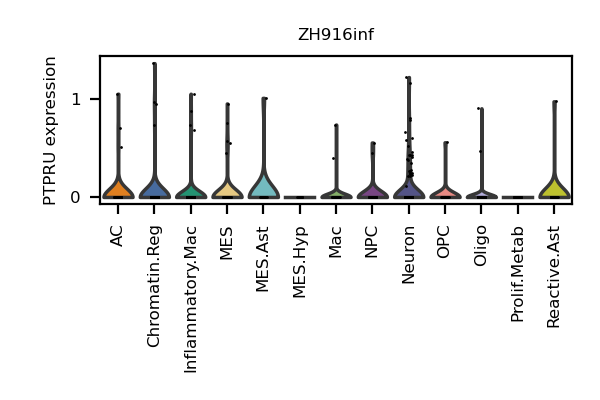 ZH916inf
PTPRU expression
1
0
AC
Chromatin.Reg
Inflammatory.Mac
MES
MES.Ast
MES.Hyp
Mac
NPC
Neuron
OPC
Oligo
Prolif.Metab
Reactive.Ast